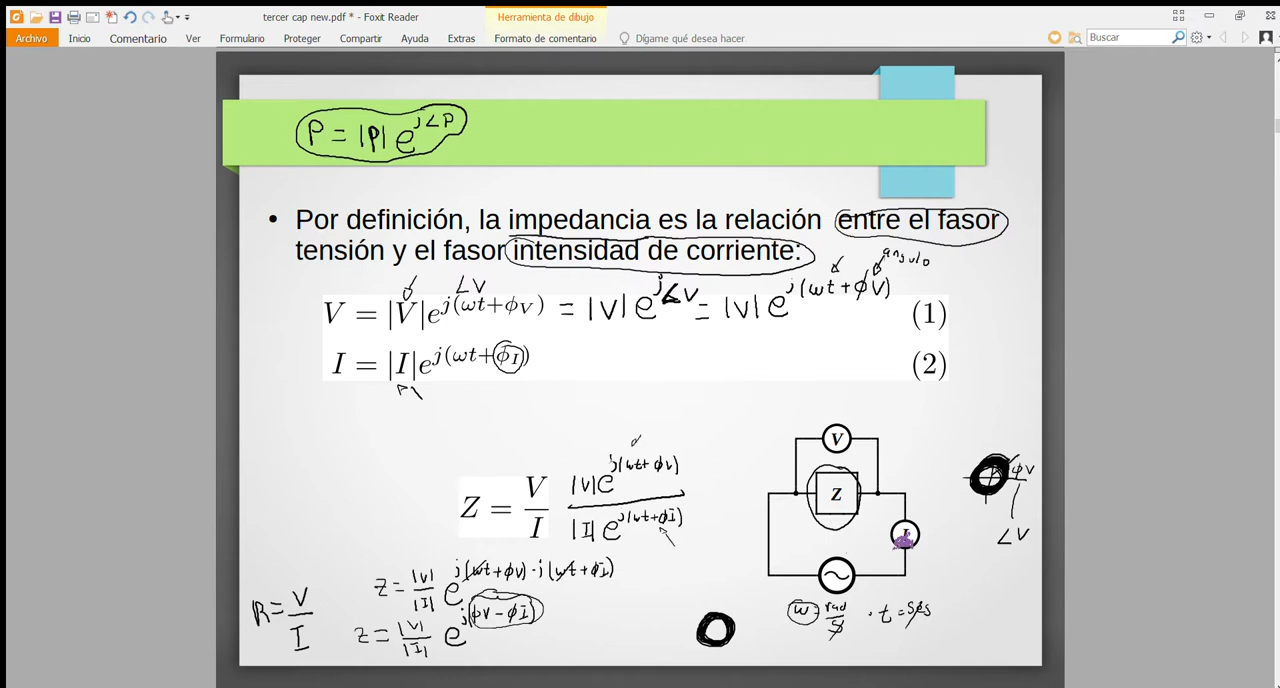 tercer cap new.pdf * - Foxit Reader
Herramienta de dibujo
Archivo Inicio Comentario Ver Formulario Proteger Compartir Ayuda Extras Formato de comentario Dígame qué desea hacer
Buscar
P = |P| e^{j∠P}
• Por definición, la impedancia es la relación entre el fasor
tensión y el fasor intensidad de corriente:
angulo
∠V
V = |V|e^{j(ωt+ϕ_V)} = |V| e^{j∠V} = |V| e^{j(ωt+ϕV)} (1)
I = |I|e^{j(ωt+ϕ_I)} (2)
V
Z = V/I |V|e^{j(ωt+ϕV)} / |I|e^{j(ωt+ϕI)}
Z
ϕV
∠V
Z = |V|/|I| e^{j(ωt+ϕV)-j(ωt+ϕI)}
R = V/I
Z = |V|/|I| e^{j(ϕV-ϕI)}
ω = rad/s · t = sgs